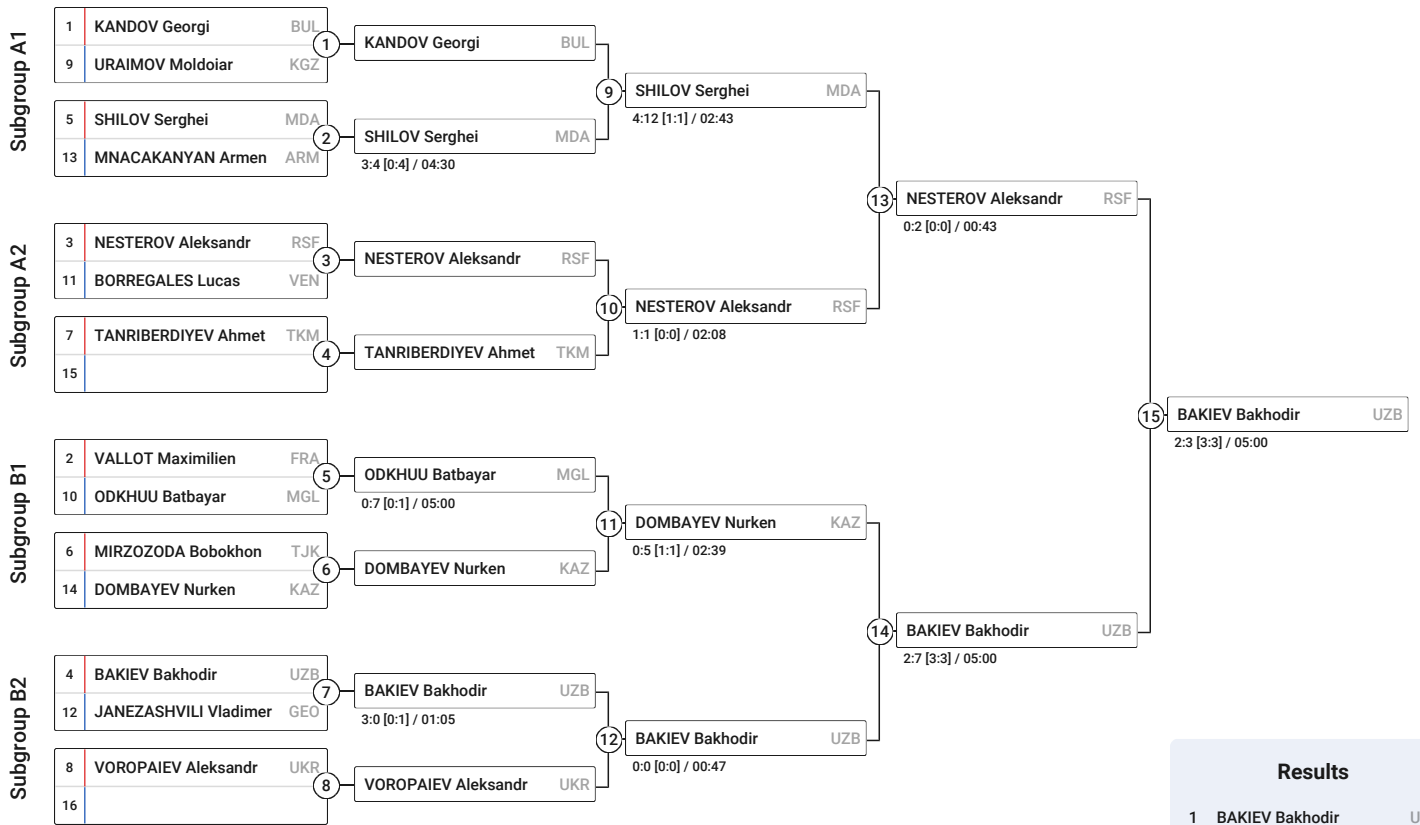 Subgroup A1
1 KANDOV Georgi BUL
9 URAIMOV Moldoiar KGZ
1
5 SHILOV Serghei MDA
13 MNACAKANYAN Armen ARM
2
KANDOV Georgi BUL
SHILOV Serghei MDA
3:4 [0:4] / 04:30
9
SHILOV Serghei MDA
4:12 [1:1] / 02:43
Subgroup A2
3 NESTEROV Aleksandr RSF
11 BORREGALES Lucas VEN
3
7 TANRIBERDIYEV Ahmet TKM
15
4
NESTEROV Aleksandr RSF
TANRIBERDIYEV Ahmet TKM
10
NESTEROV Aleksandr RSF
1:1 [0:0] / 02:08
13
NESTEROV Aleksandr RSF
0:2 [0:0] / 00:43
Subgroup B1
2 VALLOT Maximilien FRA
10 ODKHUU Batbayar MGL
5
6 MIRZOZODA Bobokhon TJK
14 DOMBAYEV Nurken KAZ
6
ODKHUU Batbayar MGL
0:7 [0:1] / 05:00
DOMBAYEV Nurken KAZ
11
DOMBAYEV Nurken KAZ
0:5 [1:1] / 02:39
Subgroup B2
4 BAKIEV Bakhodir UZB
12 JANEZASHVILI Vladimer GEO
7
8 VOROPAIEV Aleksandr UKR
16
8
BAKIEV Bakhodir UZB
3:0 [0:1] / 01:05
VOROPAIEV Aleksandr UKR
12
BAKIEV Bakhodir UZB
0:0 [0:0] / 00:47
14
BAKIEV Bakhodir UZB
2:7 [3:3] / 05:00
15
BAKIEV Bakhodir UZB
2:3 [3:3] / 05:00
Results
1 BAKIEV Bakhodir